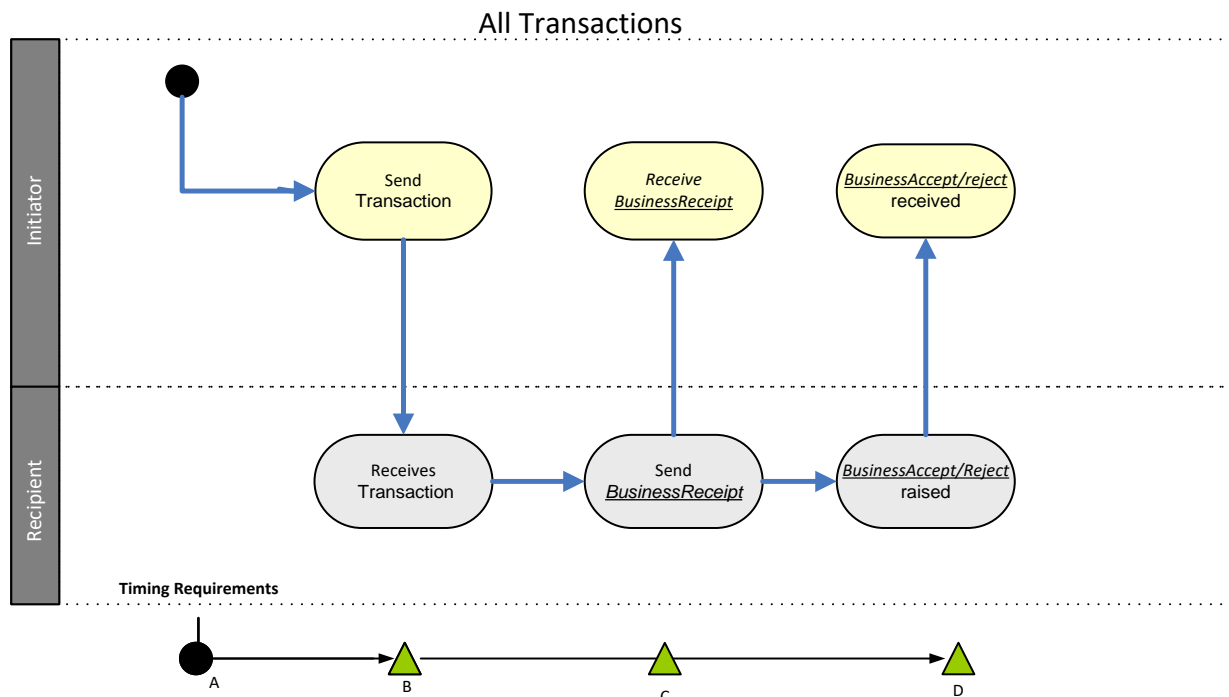 All Transactions
Initiator
Send
Transaction
Receive
BusinessReceipt
BusinessAccept/reject
received
Recipient
Receives
Transaction
Send
BusinessReceipt
BusinessAccept/Reject
raised
Timing Requirements
A
B
C
D